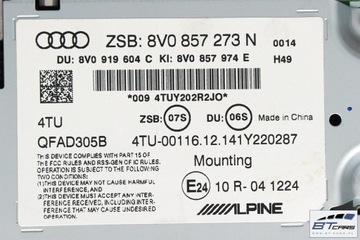 ZSB: 8V0 857 273 N 0014
DU: 8V0 919 604 C KI: 8V0 857 974 E H49
*009 4TUY202R2JO*
4TU ZSB: 07S DU: 06S Made in China
QFAD305B 4TU-00116.12.141Y220287
THIS DEVICE COMPLIES WITH PART 15 OF
THE FCC RULES AND RSS-GEN OF IC RULES.
OPERATION IS SUBJECT TO THE FOLLOWING
TWO CONDITIONS:
(1) THIS DEVICE MAY NOT CAUSE HARMFUL
INTERFERENCE, AND
(2) THIS DEVICE MUST ACCEPT ANY
INTERFERENCE RECEIVED, INCLUDING
INTERFERENCE THAT MAY CAUSE UNDESIRED
OPERATION.
Mounting
E24 10 R-04 1224
ALPINE
BTcars